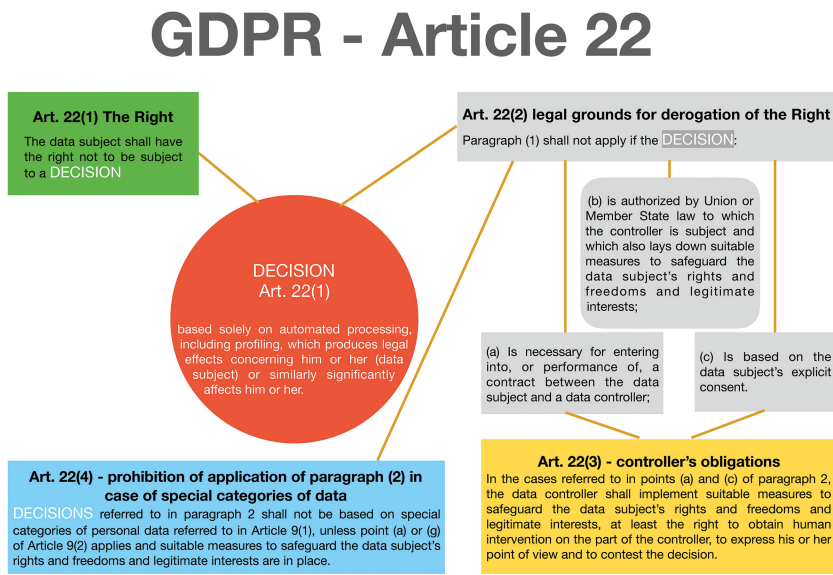 GDPR - Article 22
Art. 22(1) The Right
The data subject shall have
the right not to be subject
to a DECISION
Art. 22(2) legal grounds for derogation of the Right
Paragraph (1) shall not apply if the DECISION:
(b) is authorized by Union or
Member State law to which
the controller is subject and
which also lays down suitable
measures to safeguard the
data subject's rights and
freedoms and legitimate
interests;
DECISION
Art. 22(1)
based solely on automated processing,
including profiling, which produces legal
effects concerning him or her (data
subject) or similarly significantly
affects him or her.
(a) Is necessary for entering
into, or performance of, a
contract between the data
subject and a data controller;
(c) Is based on the
data subject's explicit
consent.
Art. 22(4) - prohibition of application of paragraph (2) in
case of special categories of data
DECISIONS referred to in paragraph 2 shall not be based on special
categories of personal data referred to in Article 9(1), unless point (a) or (g)
of Article 9(2) applies and suitable measures to safeguard the data subject's
rights and freedoms and legitimate interests are in place.
Art. 22(3) - controller's obligations
In the cases referred to in points (a) and (c) of paragraph 2,
the data controller shall implement suitable measures to
safeguard the data subject's rights and freedoms and
legitimate interests, at least the right to obtain human
intervention on the part of the controller, to express his or her
point of view and to contest the decision.